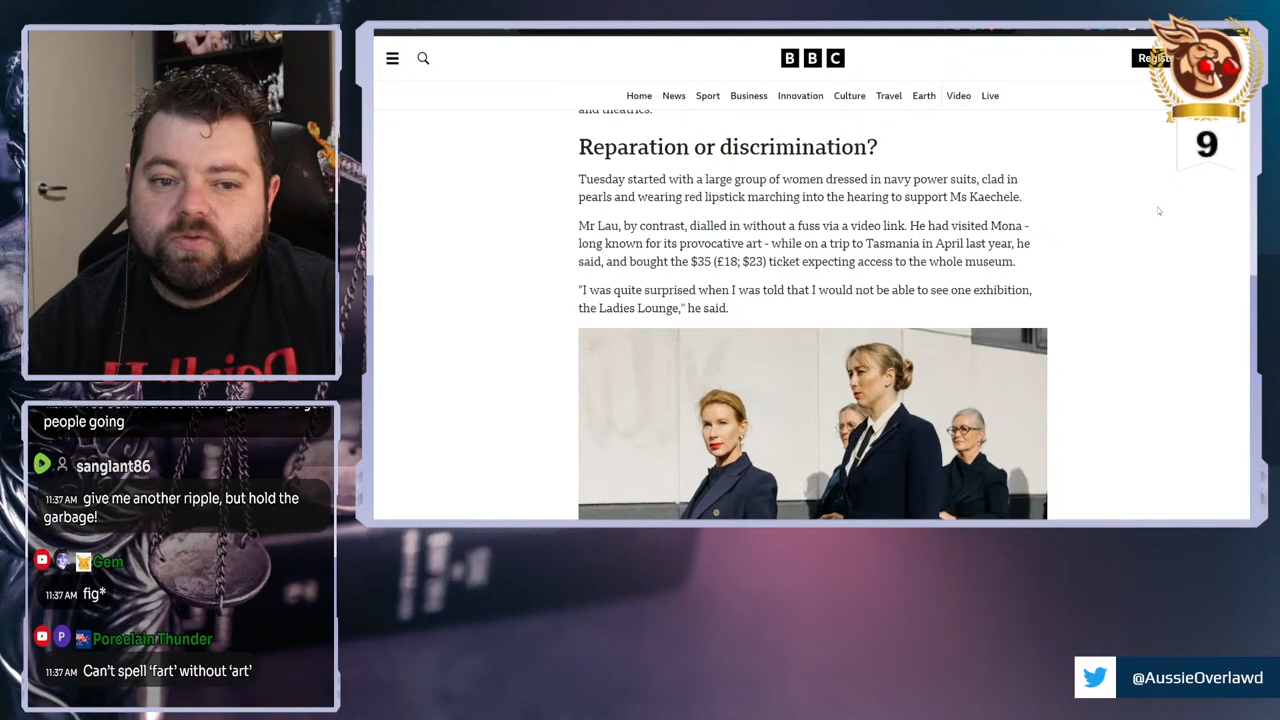 BBC
Regist
Home News Sport Business Innovation Culture Travel Earth Video Live
and theatrics.
Reparation or discrimination?
Tuesday started with a large group of women dressed in navy power suits, clad in
pearls and wearing red lipstick marching into the hearing to support Ms Kaechele.
Mr Lau, by contrast, dialled in without a fuss via a video link. He had visited Mona -
long known for its provocative art - while on a trip to Tasmania in April last year, he
said, and bought the $35 (£18; $23) ticket expecting access to the whole museum.
"I was quite surprised when I was told that I would not be able to see one exhibition,
the Ladies Lounge," he said.
9
people going
sanglant86
11:37 AM give me another ripple, but hold the
garbage!
Gem
11:37 AM fig*
P Porcelain Thunder
11:37 AM Can't spell ‘fart’ without ‘art’
@AussieOverlawd